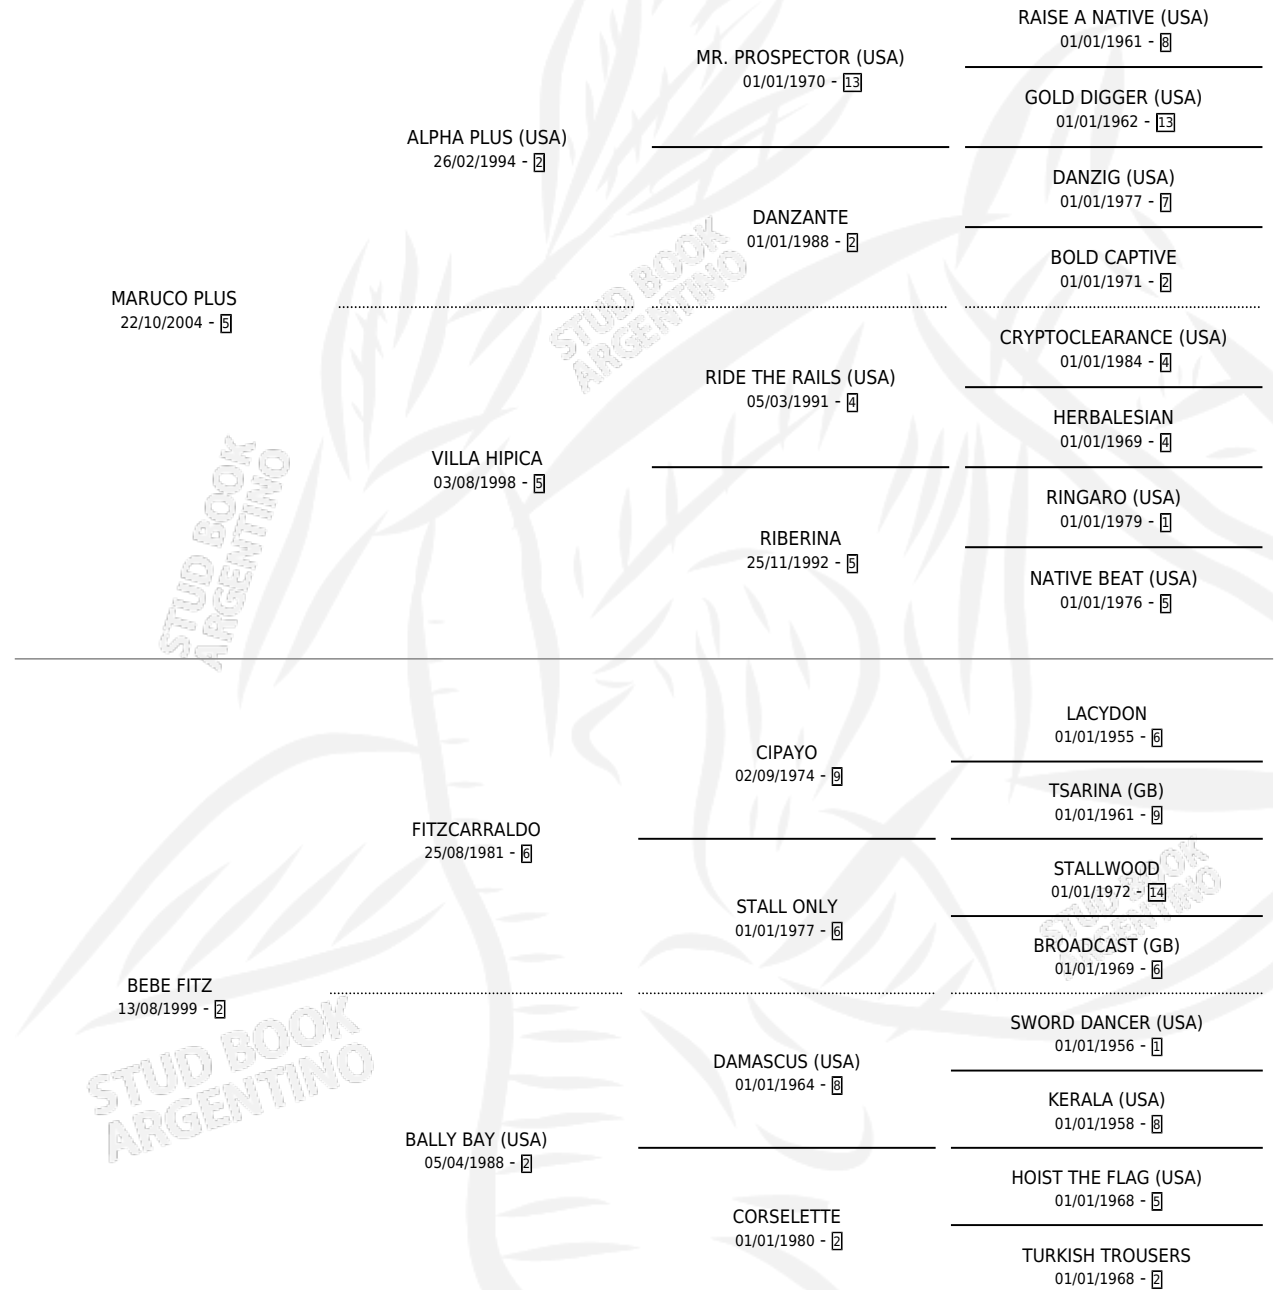 RAISE A NATIVE (USA)
01/01/1961 - 8
MR. PROSPECTOR (USA)
01/01/1970 - 13
GOLD DIGGER (USA)
01/01/1962 - 13
ALPHA PLUS (USA)
26/02/1994 - 2
DANZIG (USA)
01/01/1977 - 7
DANZANTE
01/01/1988 - 2
BOLD CAPTIVE
01/01/1971 - 2
MARUCO PLUS
22/10/2004 - 5
CRYPTOCLEARANCE (USA)
01/01/1984 - 4
RIDE THE RAILS (USA)
05/03/1991 - 4
HERBALESIAN
01/01/1969 - 4
VILLA HIPICA
03/08/1998 - 5
RINGARO (USA)
01/01/1979 - 1
RIBERINA
25/11/1992 - 5
NATIVE BEAT (USA)
01/01/1976 - 5
LACYDON
01/01/1955 - 6
CIPAYO
02/09/1974 - 9
TSARINA (GB)
01/01/1961 - 9
FITZCARRALDO
25/08/1981 - 6
STALLWOOD
01/01/1972 - 14
STALL ONLY
01/01/1977 - 6
BROADCAST (GB)
01/01/1969 - 6
BEBE FITZ
13/08/1999 - 2
SWORD DANCER (USA)
01/01/1956 - 1
DAMASCUS (USA)
01/01/1964 - 8
KERALA (USA)
01/01/1958 - 8
BALLY BAY (USA)
05/04/1988 - 2
HOIST THE FLAG (USA)
01/01/1968 - 5
CORSELETTE
01/01/1980 - 2
TURKISH TROUSERS
01/01/1968 - 2
STUD BOOK
ARGENTINO
STUD BOOK
ARGENTINO
STUD BOOK
ARGENTINO
STUD BOOK
ARGENTINO